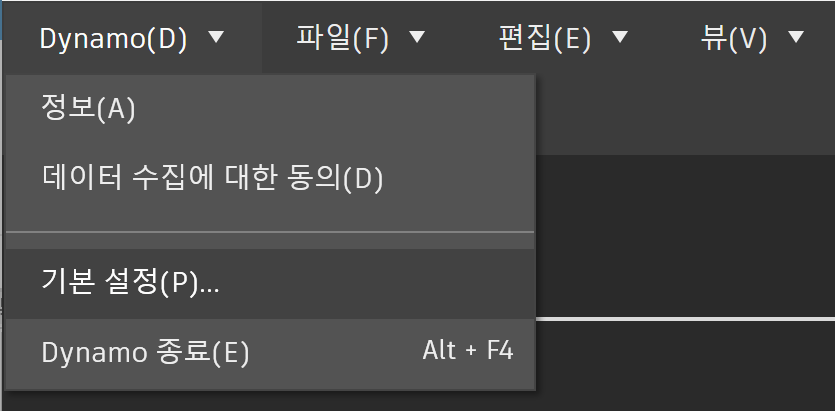 Dynamo(D) 파일(F) 편집(E) 뷰(V)
정보(A)
데이터 수집에 대한 동의(D)
기본 설정(P)...
Dynamo 종료(E) Alt + F4